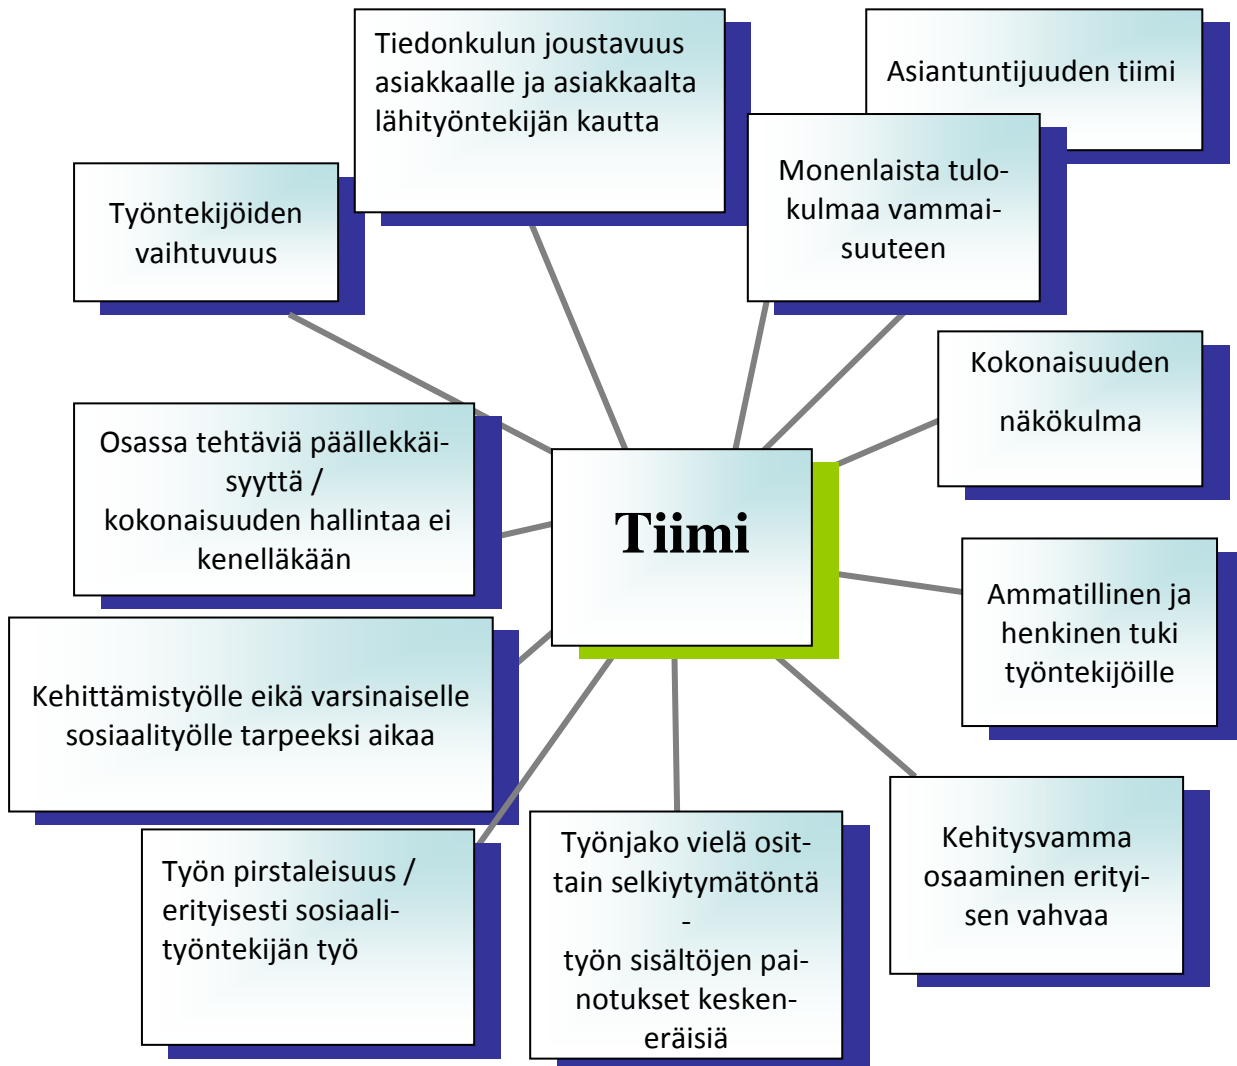 Tiedonkulun joustavuus
asiakkaalle ja asiakkaalta
lähityöntekijän kautta
Asiantuntijuuden tiimi
Monenlaista tulo-
kulmaa vammai-
suuteen
Työntekijöiden
vaihtuvuus
Kokonaisuuden
näkökulma
Osassa tehtäviä päällekkäi-
syyttä /
kokonaisuuden hallintaa ei
kenelläkään
Tiimi
Ammatillinen ja
henkinen tuki
työntekijöille
Kehittämistyölle eikä varsinaiselle
sosiaalityölle tarpeeksi aikaa
Työn pirstaleisuus /
erityisesti sosiaali-
työntekijän työ
Työnjako vielä osit-
tain selkiytymätöntä
-
työn sisältöjen pai-
notukset kesken-
eräisiä
Kehitysvamma
osaaminen erityi-
sen vahvaa